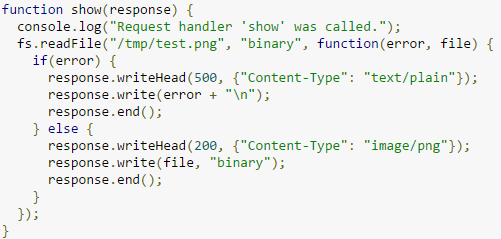 function show(response) {
  console.log("Request handler 'show' was called.");
  fs.readFile("/tmp/test.png", "binary", function(error, file) {
    if(error) {
      response.writeHead(500, {"Content-Type": "text/plain"});
      response.write(error + "\n");
      response.end();
    } else {
      response.writeHead(200, {"Content-Type": "image/png"});
      response.write(file, "binary");
      response.end();
    }
  });
}